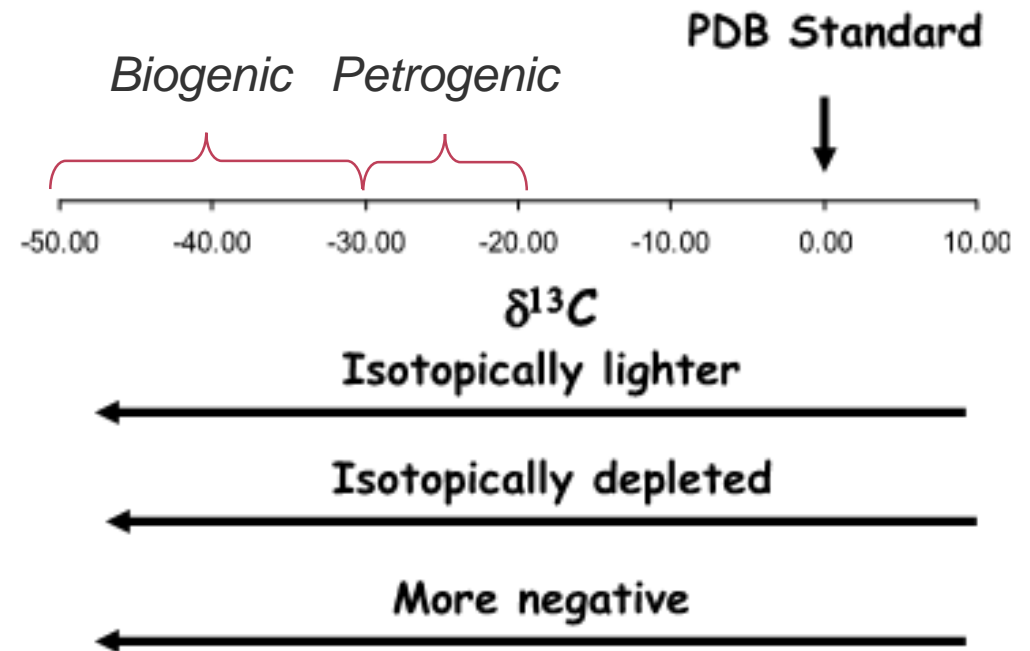 PDB Standard
Biogenic Petrogenic
-50.00 -40.00 -30.00 -20.00 -10.00 0.00 10.00
δ¹³C
Isotopically lighter
Isotopically depleted
More negative